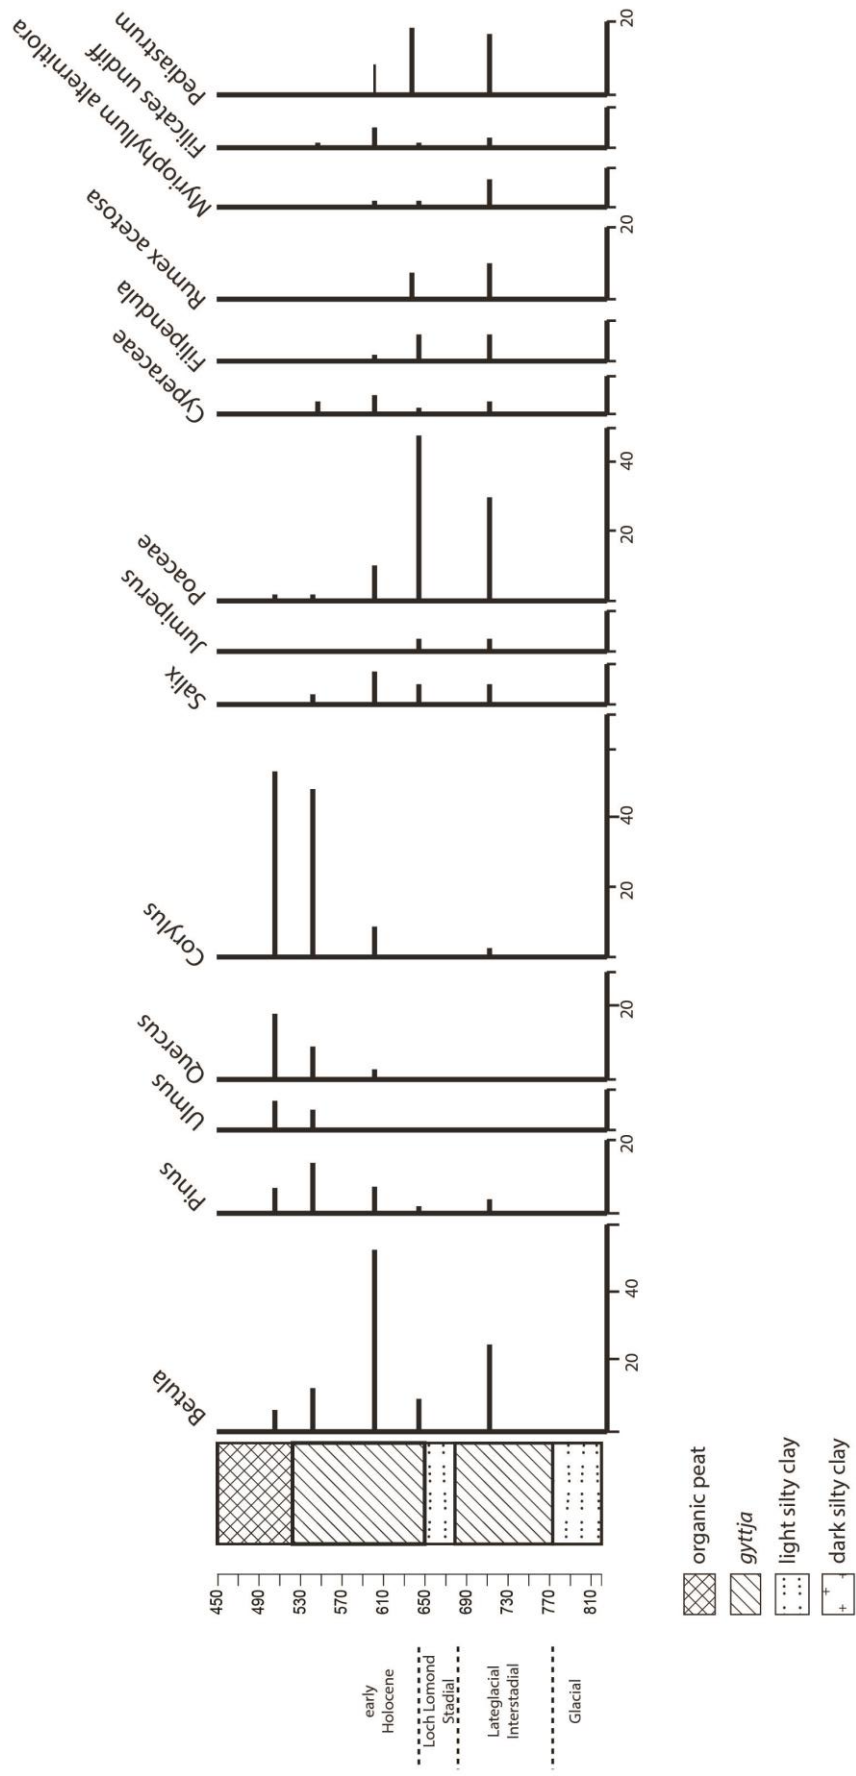 Betula
Pinus
Ulmus
Quercus
Corylus
Salix
Jumiperus
Poaceae
Cyperaceae
Filipendula
Rumex acetosa
Myriophyllum alterniflora
Filicates undiff
Pediastrum
450
490
530
570
610
650
690
730
770
810
20
40
20
20
20
40
20
40
20
20
early
Holocene
Loch Lomond
Stadial
Lateglacial
Interstadial
Glacial
organic peat
gyttja
light silty clay
dark silty clay